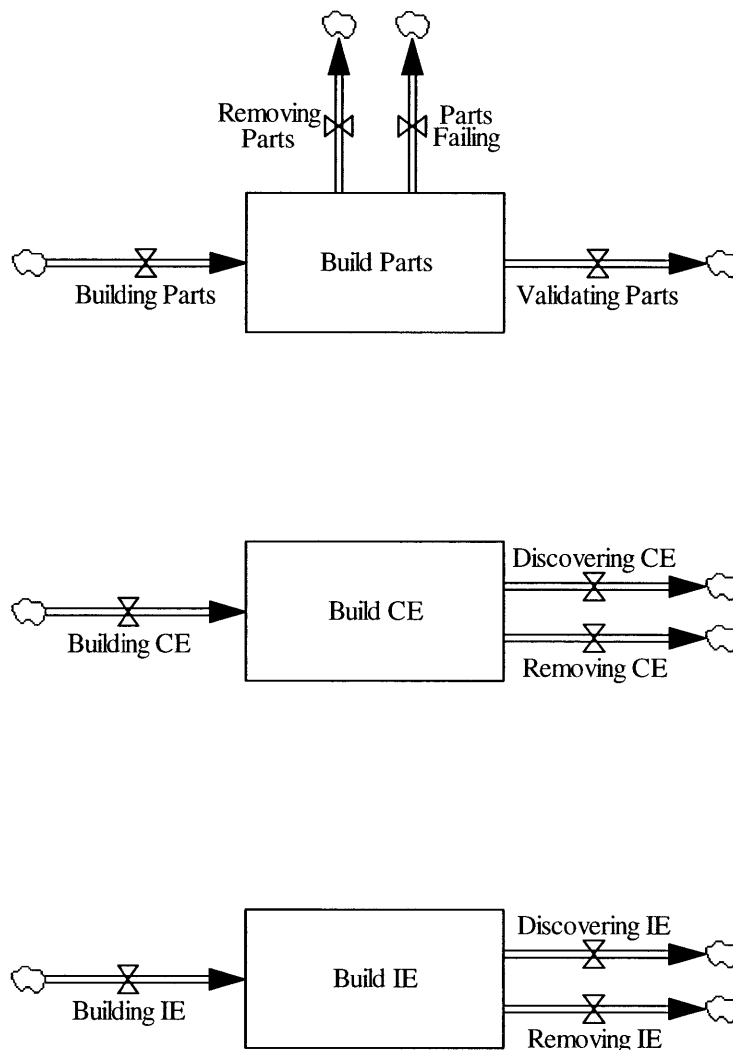 Removing
Parts
Parts
Failing
Build Parts
Building Parts
Validating Parts
Discovering CE
Build CE
Building CE
Removing CE
Discovering IE
Build IE
Building IE
Removing IE